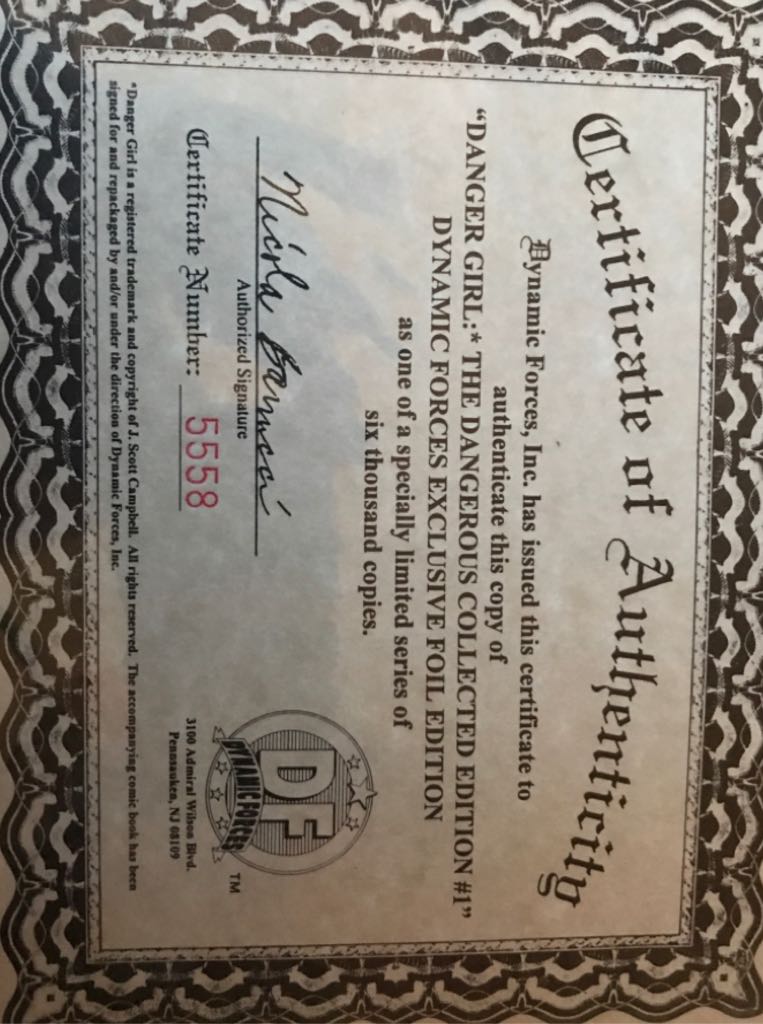 Certificate of Authenticity
Dynamic Forces, Inc. has issued this certificate to
authenticate this copy of
“DANGER GIRL:* THE DANGEROUS COLLECTED EDITION #1”
DYNAMIC FORCES EXCLUSIVE FOIL EDITION
as one of a specially limited series of
six thousand copies.
Nicola Barrucci
Authorized Signature
Certificate Number: 5558
DF
DYNAMIC FORCES
TM
3100 Admiral Wilson Blvd.
Pennsauken, NJ 08109
*Danger Girl is a registered trademark and copyright of J. Scott Campbell. All rights reserved. The accompanying comic book has been
signed for and repackaged by and/or under the direction of Dynamic Forces, Inc.